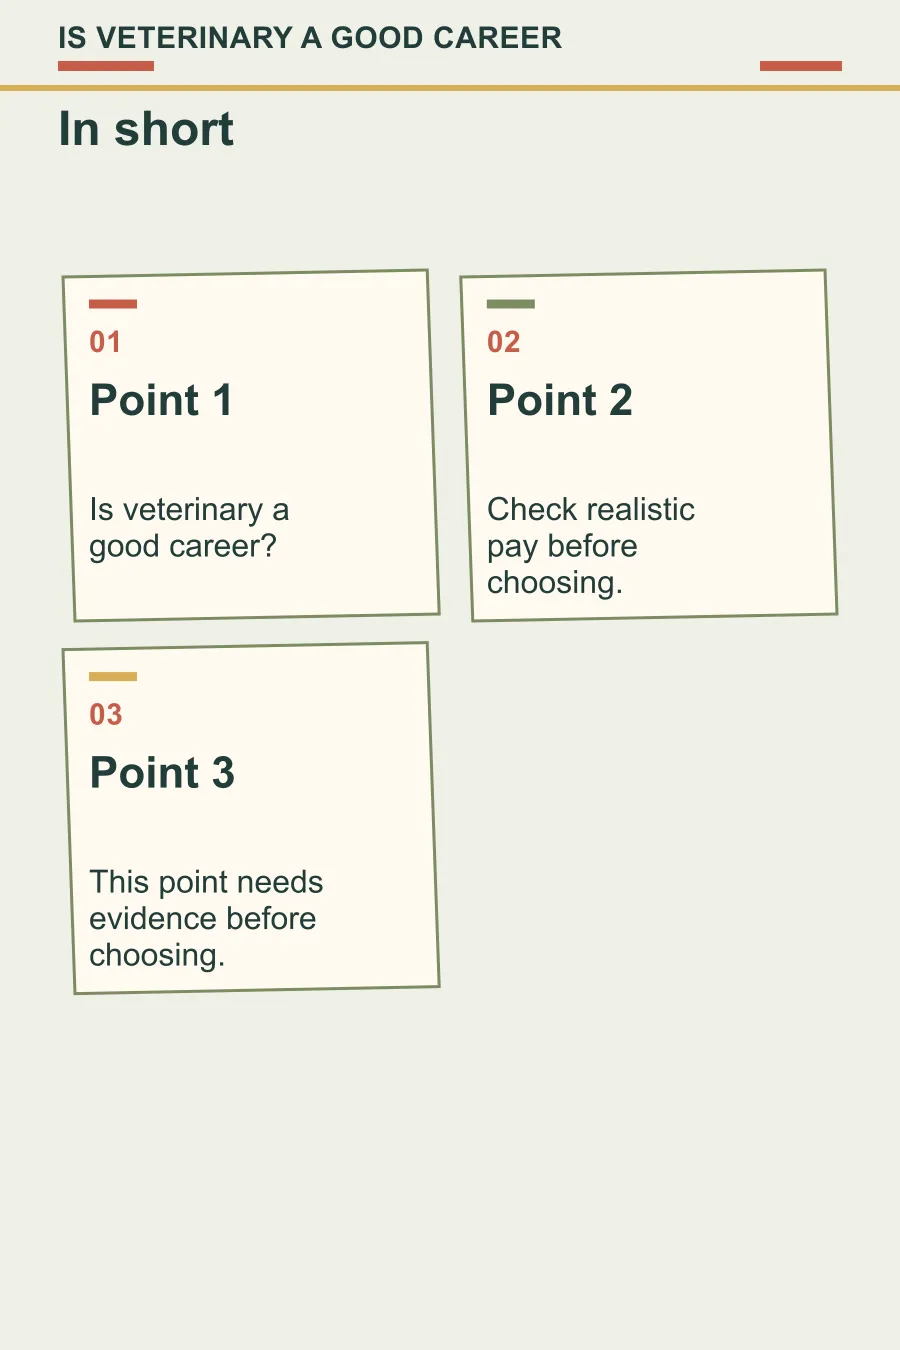 IS VETERINARY A GOOD CAREER
In short
01
Point 1
Is veterinary a
good career?
02
Point 2
Check realistic
pay before
choosing.
03
Point 3
This point needs
evidence before
choosing.